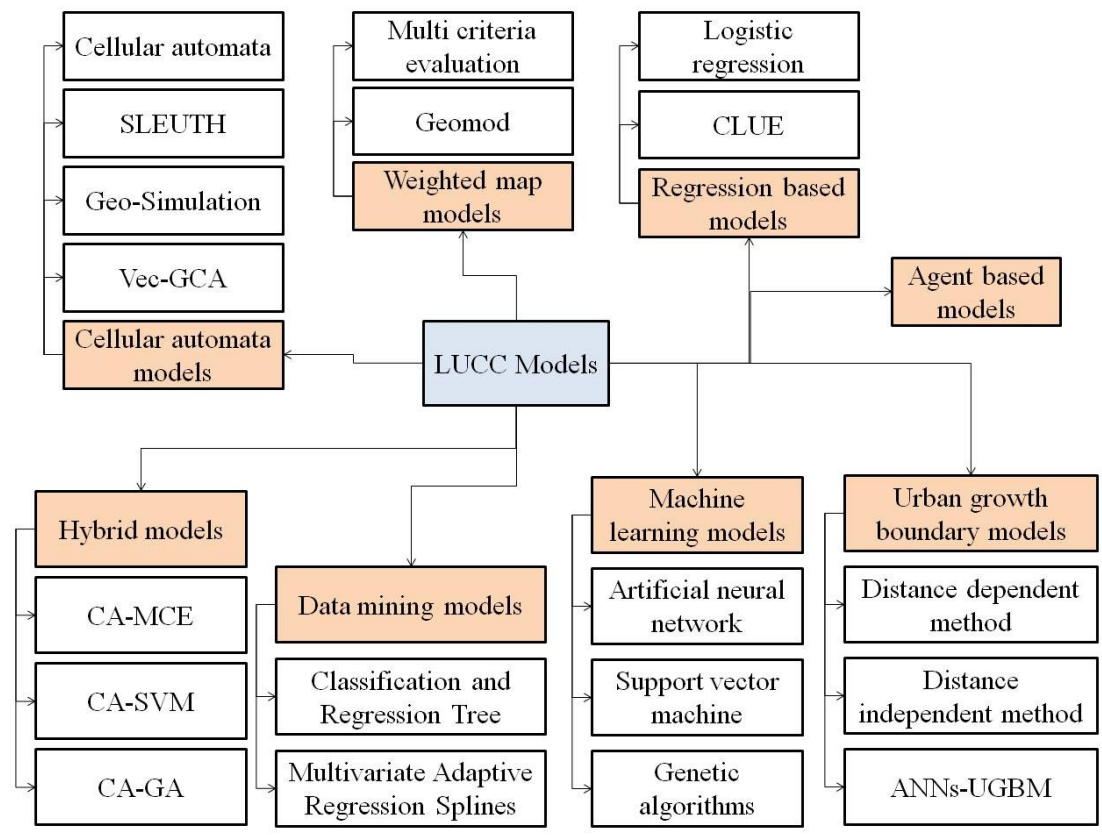 Cellular automata
SLEUTH
Geo-Simulation
Vec-GCA
Cellular automata
models
Multi criteria
evaluation
Geomod
Weighted map
models
Logistic
regression
CLUE
Regression based
models
Agent based
models
LUCC Models
Hybrid models
CA-MCE
CA-SVM
CA-GA
Data mining models
Classification and
Regression Tree
Multivariate Adaptive
Regression Splines
Machine
learning models
Artificial neural
network
Support vector
machine
Genetic
algorithms
Urban growth
boundary models
Distance dependent
method
Distance
independent method
ANNs-UGBM